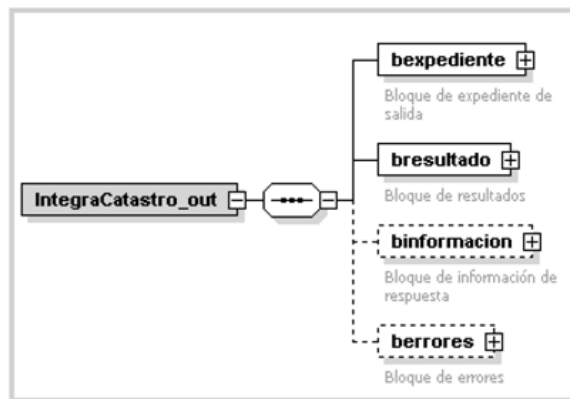 bexpediente
Bloque de expediente de
salida
bresultado
Bloque de resultados
IntegraCatastro_out
binformacion
Bloque de información de
respuesta
berrores
Bloque de errores